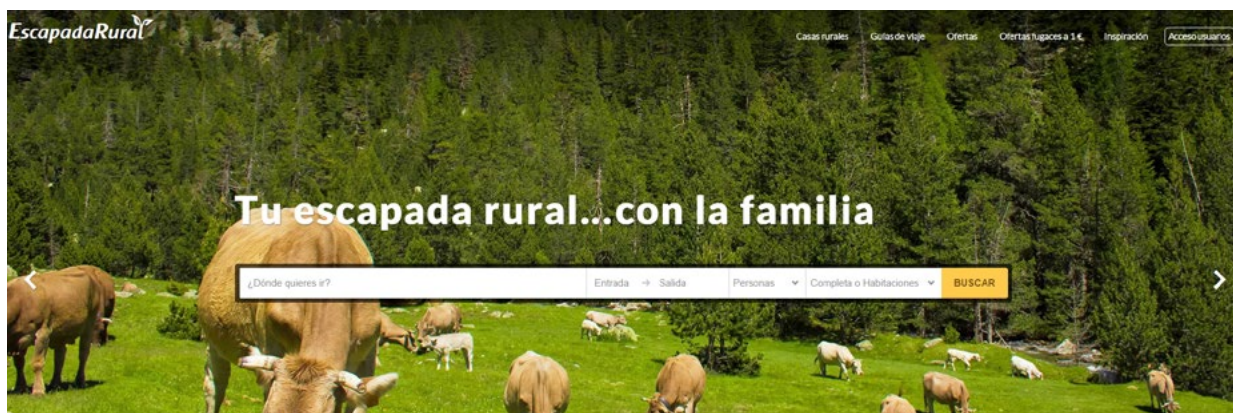 EscapadaRural
Casas rurales Guías de viaje Ofertas Ofertas fugaces a 1 € Inspiración Acceso usuarios
Tu escapada rural...con la familia
¿Dónde quieres ir? Entrada → Salida Personas Completa o Habitaciones BUSCAR